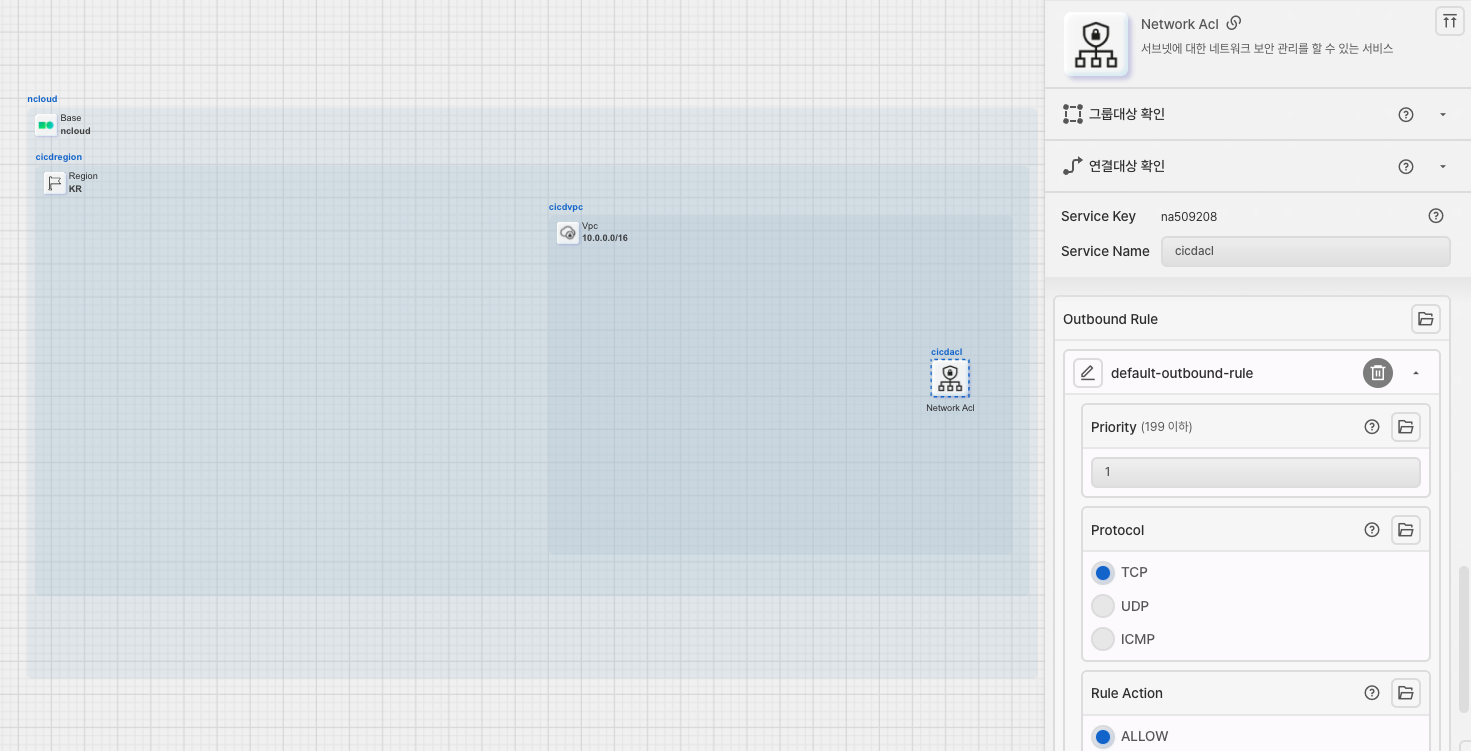 ncloud
Base
ncloud
cicdregion
Region
KR
cicdvpc
Vpc
10.0.0.0/16
cicdacl
Network Acl
Network Acl
서브넷에 대한 네트워크 보안 관리를 할 수 있는 서비스
그룹대상 확인
연결대상 확인
Service Key na509208
Service Name cicdacl
Outbound Rule
default-outbound-rule
Priority (199 이하)
1
Protocol
TCP
UDP
ICMP
Rule Action
ALLOW